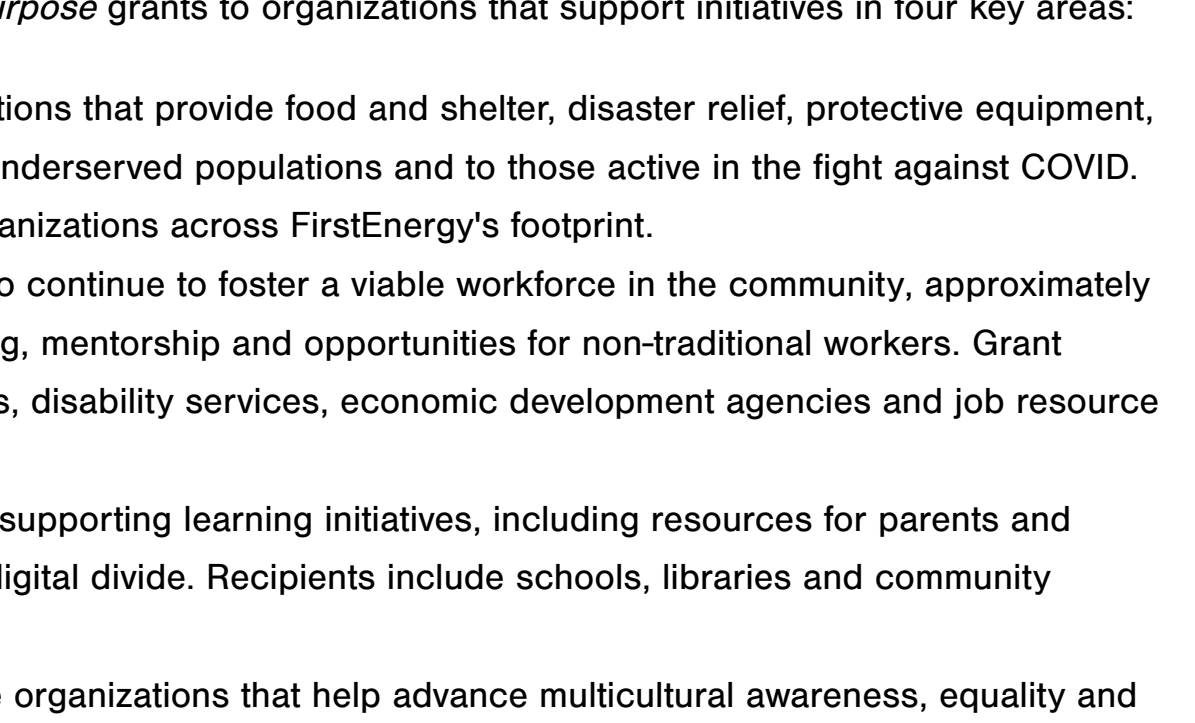 urpose grants to organizations that support initiatives in four key areas:
tions that provide food and shelter, disaster relief, protective equipment,
nderserved populations and to those active in the fight against COVID.
anizations across FirstEnergy's footprint.
o continue to foster a viable workforce in the community, approximately
g, mentorship and opportunities for non-traditional workers. Grant
s, disability services, economic development agencies and job resource
supporting learning initiatives, including resources for parents and
digital divide. Recipients include schools, libraries and community
e organizations that help advance multicultural awareness, equality and